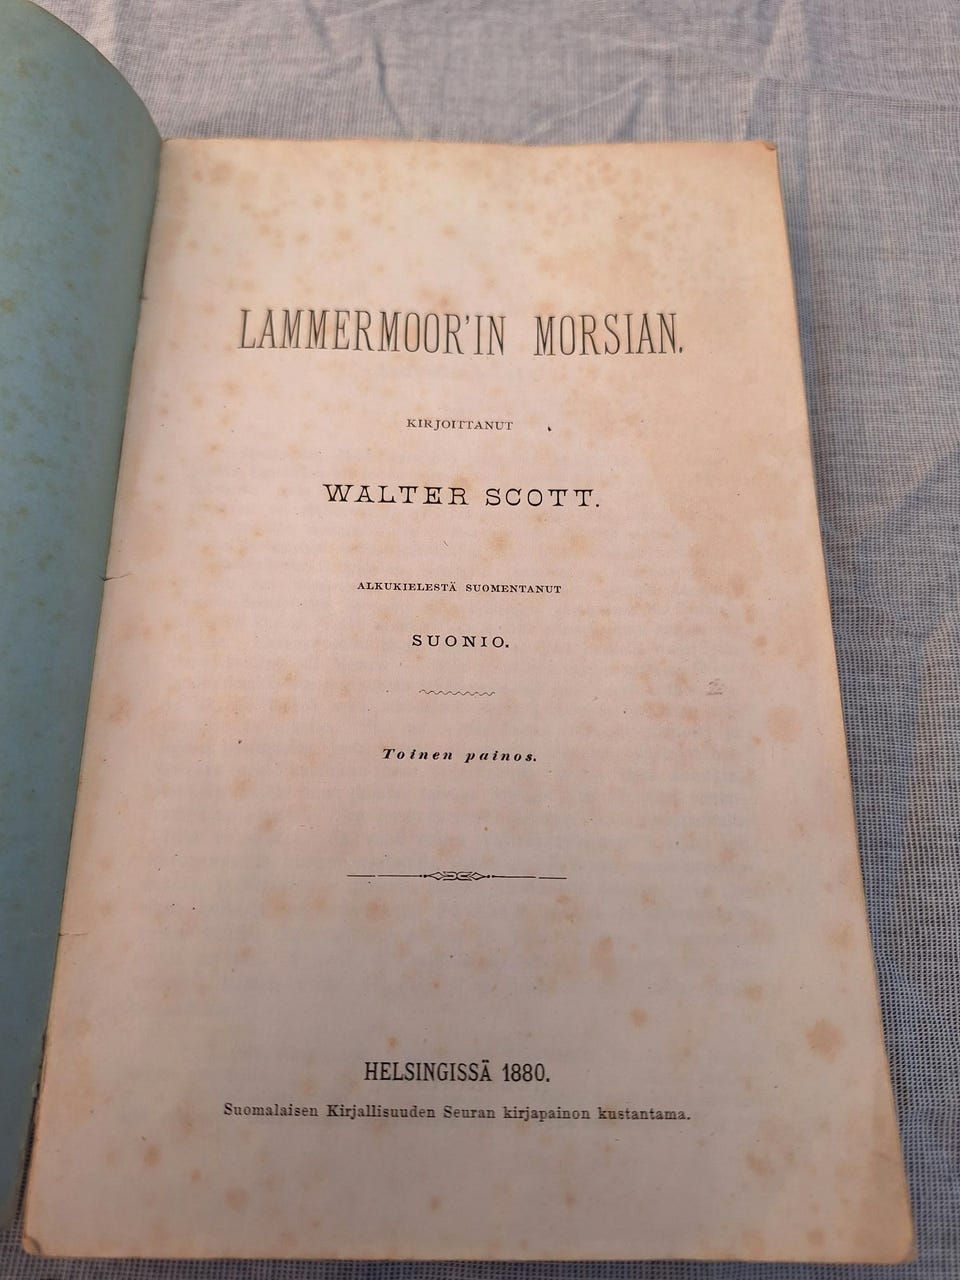 LAMMERMOOR'IN MORSIAN.
KIRJOITTANUT
WALTER SCOTT.
ALKUKIELESTÄ SUOMENTANUT
SUONIO.
Toinen painos.
HELSINGISSÄ 1880.
Suomalaisen Kirjallisuuden Seuran kirjapainon kustantama.